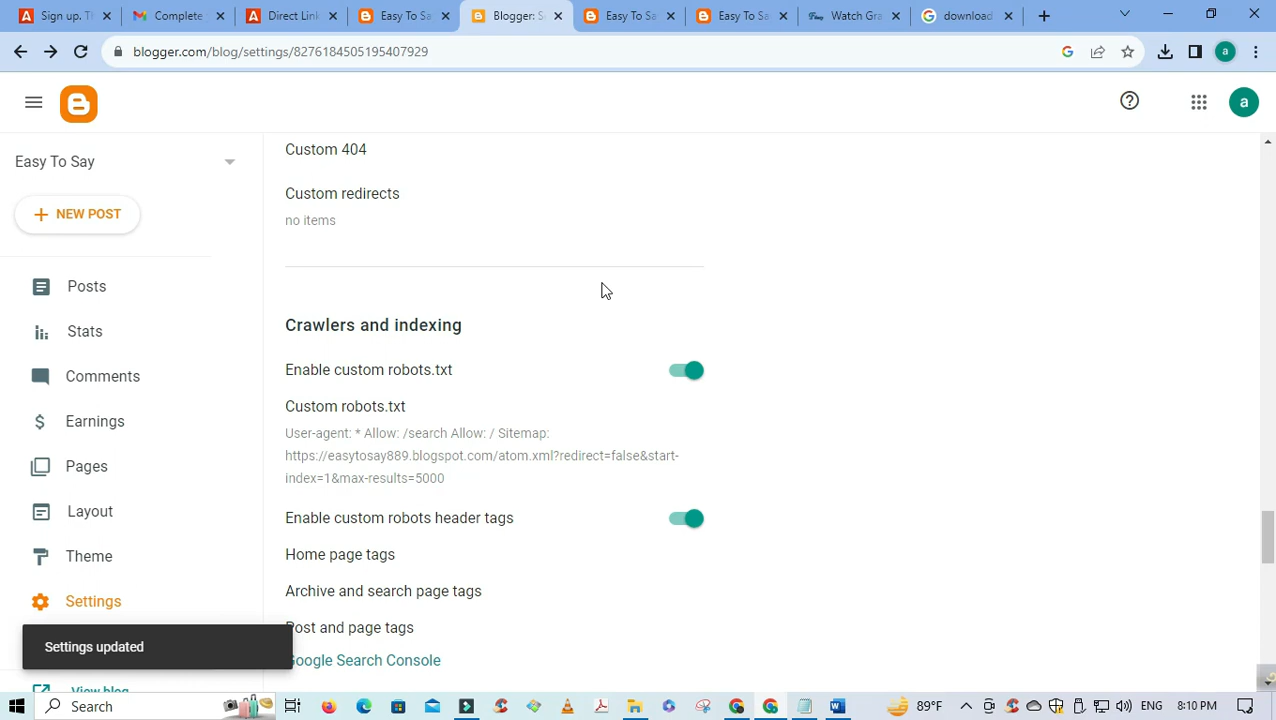 Sign up. T
Complete
Direct Link
Easy To Sa
Blogger: S
Easy To Sa
Easy To Sa
Watch Gra
download
blogger.com/blog/settings/8276184505195407929
a
a
Easy To Say
NEW POST
Posts
Stats
Comments
Earnings
Pages
Layout
Theme
Settings
View blog
Settings updated
Custom 404
Custom redirects
no items
Crawlers and indexing
Enable custom robots.txt
Custom robots.txt
User-agent: * Allow: /search Allow: / Sitemap:
https://easytosay889.blogspot.com/atom.xml?redirect=false&start-
index=1&max-results=5000
Enable custom robots header tags
Home page tags
Archive and search page tags
Post and page tags
Google Search Console
Search
89°F
ENG
8:10 PM